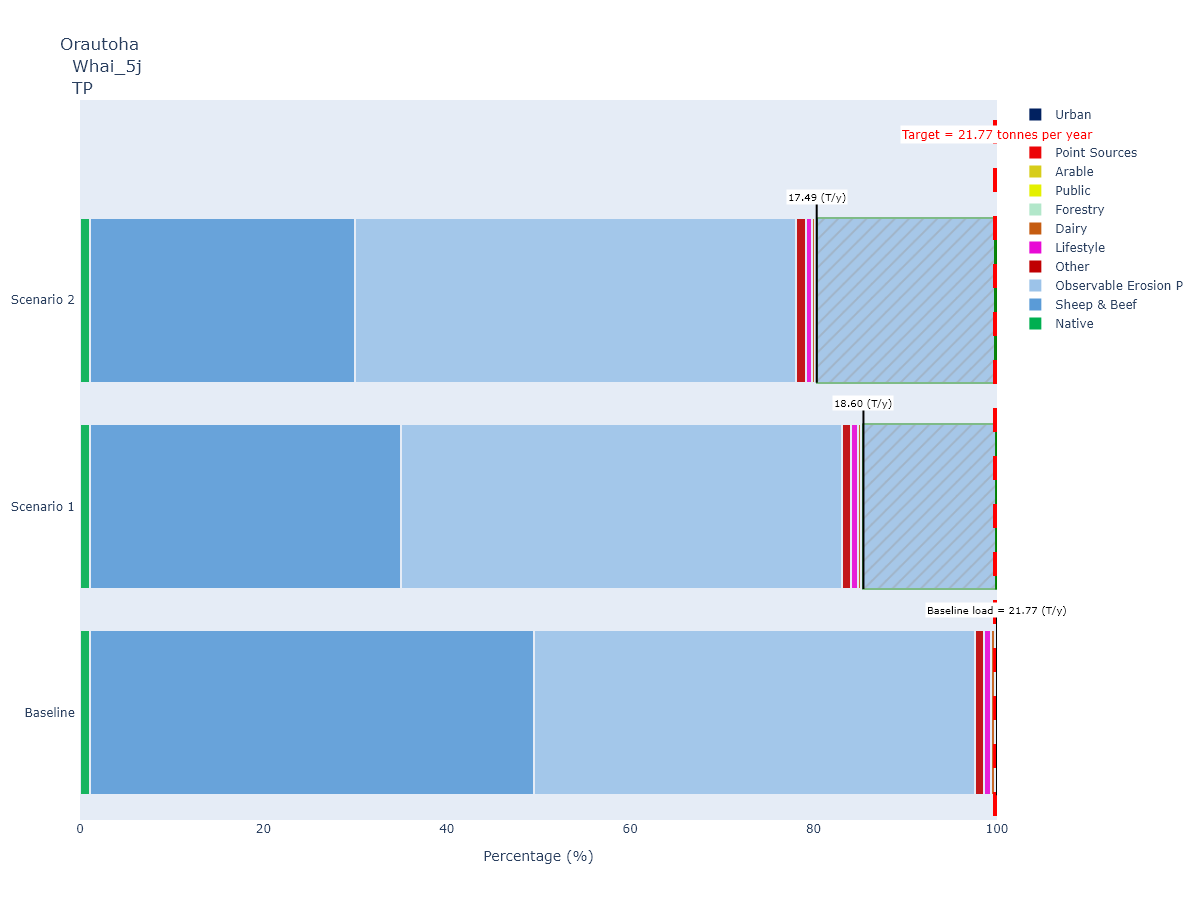 Orautoha
Whai_5j
TP
Urban
Target = 21.77 tonnes per year
Point Sources
Arable
Public
Forestry
Dairy
Lifestyle
Other
Observable Erosion P
Sheep & Beef
Native
17.49 (T/y)
Scenario 2
18.60 (T/y)
Scenario 1
Baseline load = 21.77 (T/y)
Baseline
0 20 40 60 80 100
Percentage (%)